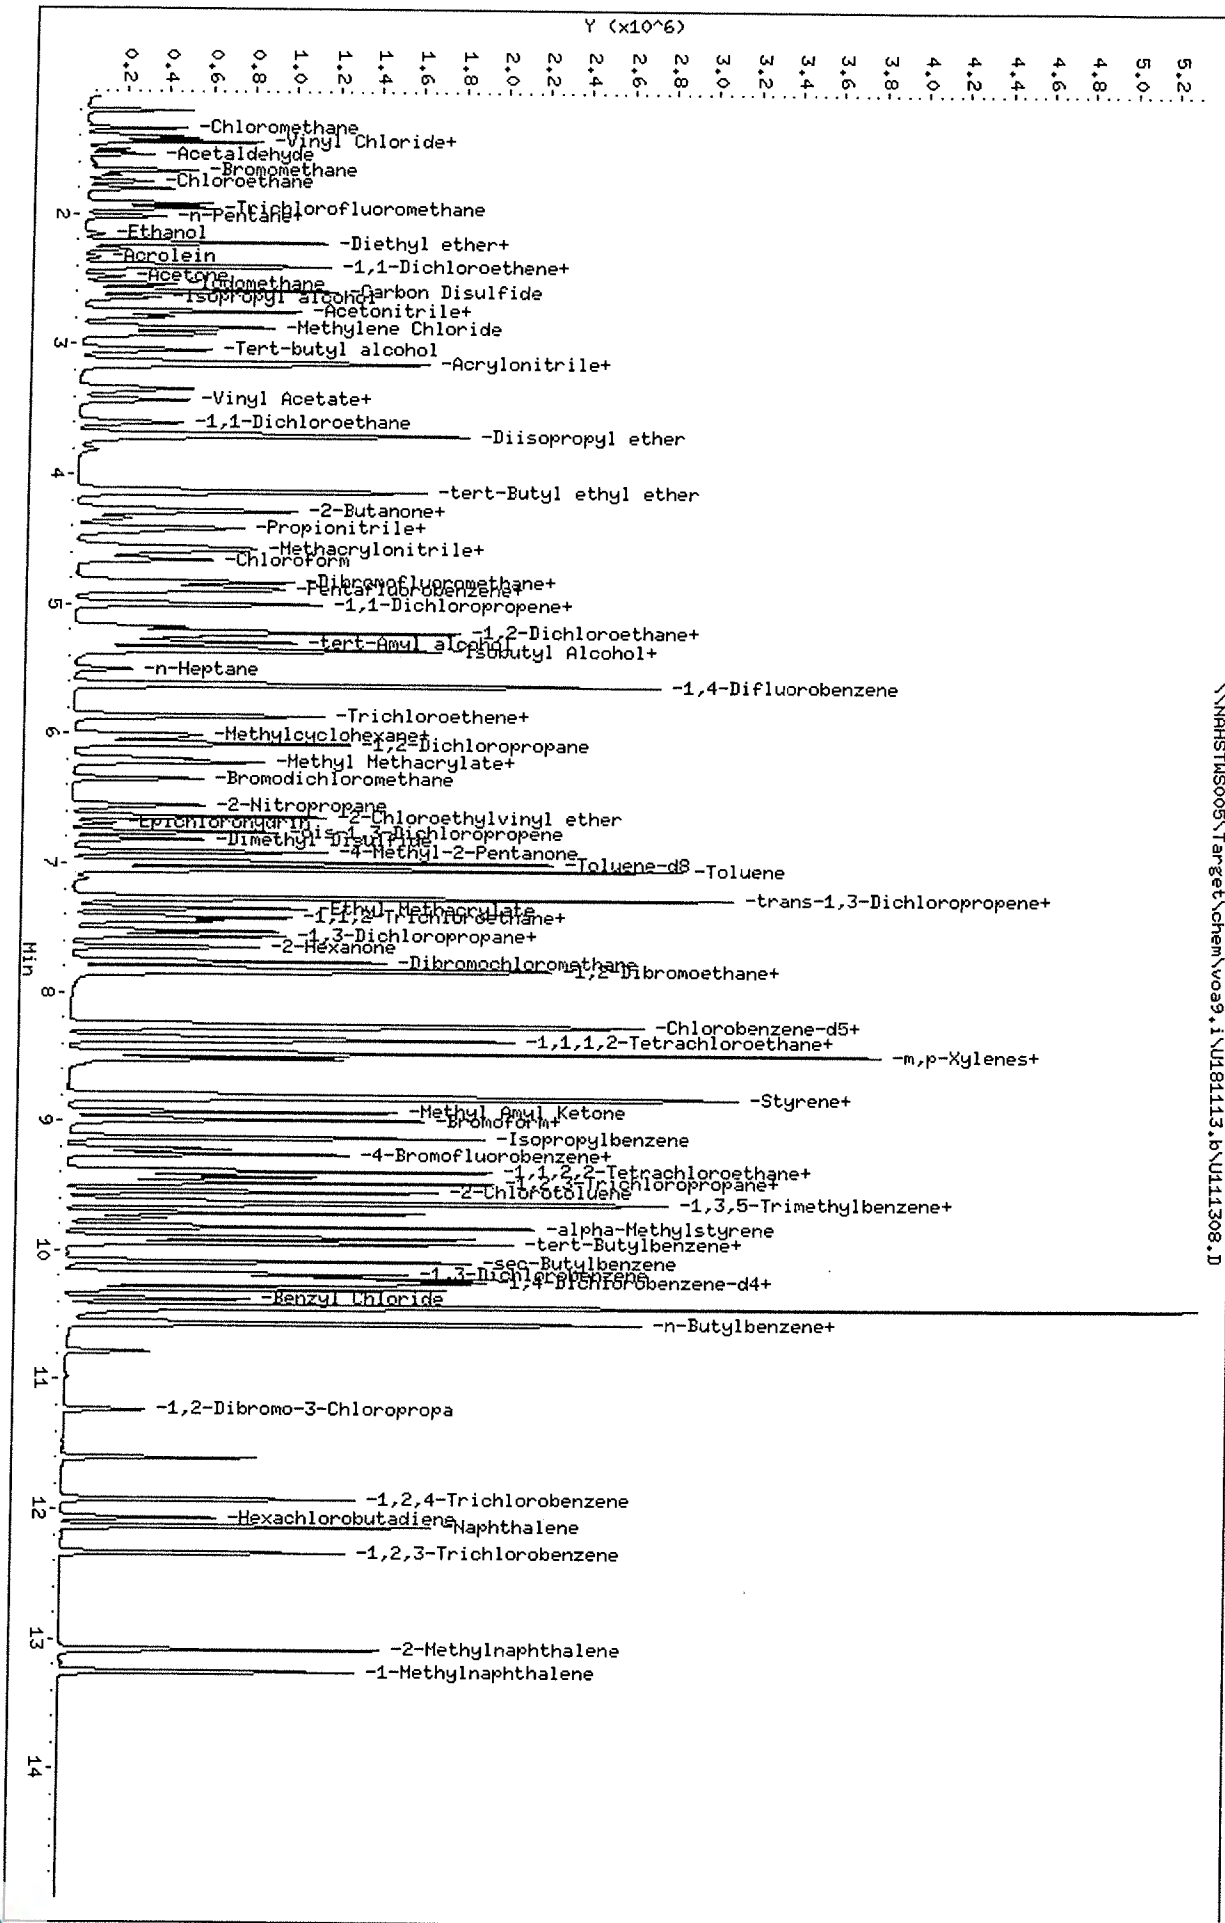 Y (x10^6)
0.2
0.4
0.6
0.8
1.0
1.2
1.4
1.6
1.8
2.0
2.2
2.4
2.6
2.8
3.0
3.2
3.4
3.6
3.8
4.0
4.2
4.4
4.6
4.8
5.0
5.2
-Chloromethane
-Vinyl Chloride+
-Acetaldehyde
-Bromomethane
-Chloroethane
-Trichlorofluoromethane
-n-Pentane+
2
-Ethanol
-Diethyl ether+
-Acrolein
-1,1-Dichloroethene+
-Acetone
-Iodomethane
-Carbon Disulfide
-Isopropyl alcohol
-Acetonitrile+
-Methylene Chloride
3
-Tert-butyl alcohol
-Acrylonitrile+
-Vinyl Acetate+
-1,1-Dichloroethane
-Diisopropyl ether
4
-tert-Butyl ethyl ether
-2-Butanone+
-Propionitrile+
-Methacrylonitrile+
-Chloroform
-Dibromofluoromethane+
-Pentafluorobenzene+
5
-1,1-Dichloropropene+
-1,2-Dichloroethane+
-tert-Amyl alcohol
-Isobutyl Alcohol+
-n-Heptane
-1,4-Difluorobenzene
-Trichloroethene+
6
-Methylcyclohexane+
-1,2-Dichloropropane
-Methyl Methacrylate+
-Bromodichloromethane
-2-Nitropropane
-2-Chloroethylvinyl ether
-Epichlorohydrin
-cis-1,3-Dichloropropene
-Dimethyl Disulfide
-4-Methyl-2-Pentanone
7
-Toluene-d8
-Toluene
-trans-1,3-Dichloropropene+
-Ethyl Methacrylate
-1,1,2-Trichloroethane+
-1,3-Dichloropropane+
-2-Hexanone
-Dibromochloromethane
-1,2-Dibromoethane+
Min
8
-Chlorobenzene-d5+
-1,1,1,2-Tetrachloroethane+
-m,p-Xylenes+
-Styrene+
9
-Methyl Amyl Ketone
-Bromoform+
-Isopropylbenzene
-4-Bromofluorobenzene+
-1,1,2,2-Tetrachloroethane+
-1,2,3-Trichloropropane+
-2-Chlorotoluene
-1,3,5-Trimethylbenzene+
-alpha-Methylstyrene
-tert-Butylbenzene+
10
-sec-Butylbenzene
-1,3-Dichlorobenzene
-1,4-Dichlorobenzene-d4+
-Benzyl Chloride
-n-Butylbenzene+
11
-1,2-Dibromo-3-Chloropropa
-1,2,4-Trichlorobenzene
12
-Hexachlorobutadiene
-Naphthalene
-1,2,3-Trichlorobenzene
13
-2-Methylnaphthalene
-1-Methylnaphthalene
14
\\NAHSTWS005\Target\chem\voa9.i\U181113.b\U111308.D